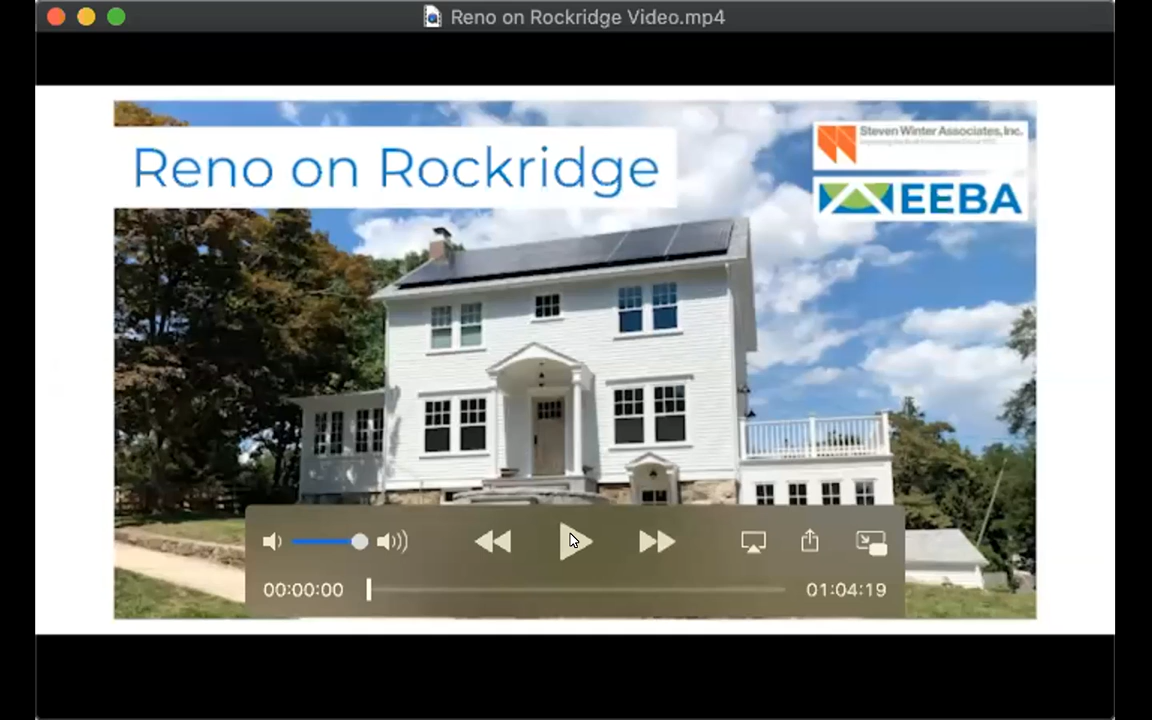 Reno on Rockridge Video.mp4
Reno on Rockridge
Steven Winter Associates, Inc.
EEBA
00:00:00
01:04:19